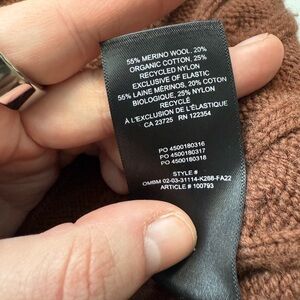 55% MERINO WOOL, 20%
ORGANIC COTTON, 25%
RECYCLED NYLON
EXCLUSIVE OF ELASTIC
55% LAINE MÉRINOS, 20% COTON
BIOLOGIQUE, 25% NYLON
RECYCLÉ
À L'EXCLUSION DE L'ÉLASTIQUE
CA 23725 RN 122354
PO 4500180316
PO 4500180317
PO 4500180318
STYLE #
OMBM 02-03-31114-K288-FA22
ARTICLE # 100793